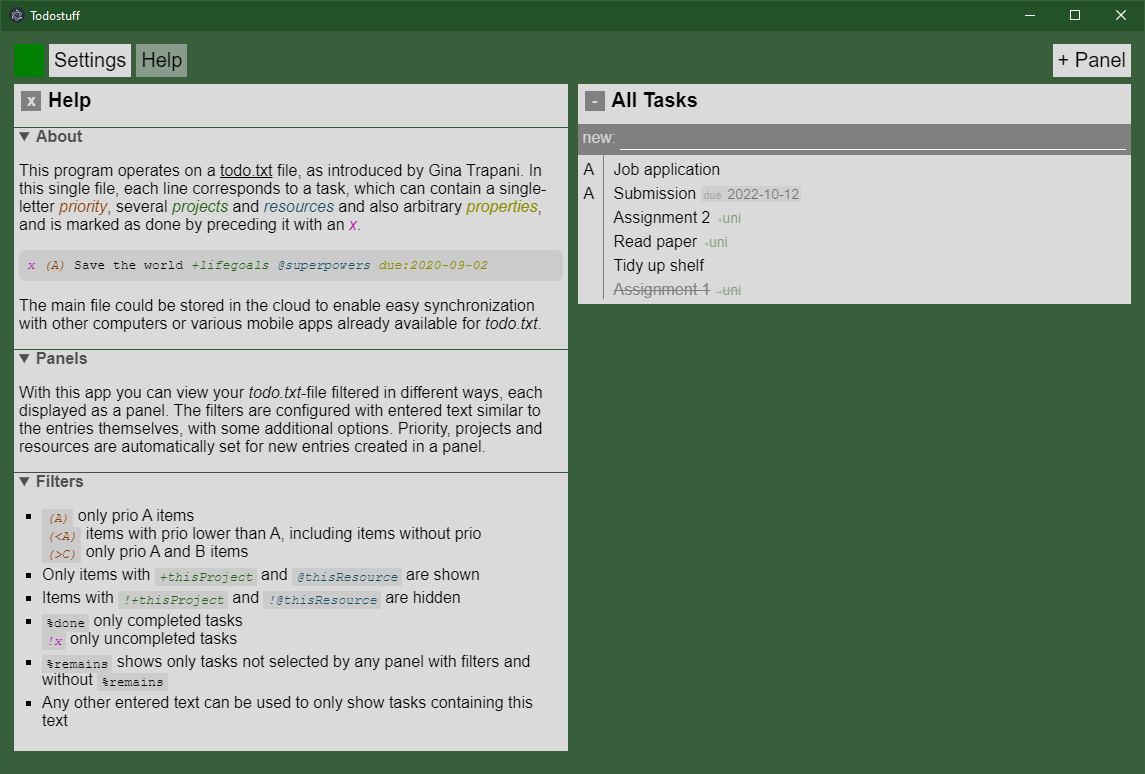 Todostuff
Settings Help + Panel
x Help
▼ About
This program operates on a todo.txt file, as introduced by Gina Trapani. In
this single file, each line corresponds to a task, which can contain a single-
letter priority, several projects and resources and also arbitrary properties,
and is marked as done by preceding it with an x.
x (A) Save the world +lifegoals @superpowers due:2020-09-02
The main file could be stored in the cloud to enable easy synchronization
with other computers or various mobile apps already available for todo.txt.
▼ Panels
With this app you can view your todo.txt-file filtered in different ways, each
displayed as a panel. The filters are configured with entered text similar to
the entries themselves, with some additional options. Priority, projects and
resources are automatically set for new entries created in a panel.
▼ Filters
▪ (A) only prio A items
(<A) items with prio lower than A, including items without prio
(>C) only prio A and B items
▪ Only items with +thisProject and @thisResource are shown
▪ Items with !+thisProject and !@thisResource are hidden
▪ %done only completed tasks
!x only uncompleted tasks
▪ %remains shows only tasks not selected by any panel with filters and
without %remains
▪ Any other entered text can be used to only show tasks containing this
text
- All Tasks
new:
A Job application
A Submission due 2022-10-12
Assignment 2 +uni
Read paper +uni
Tidy up shelf
Assignment 1 +uni